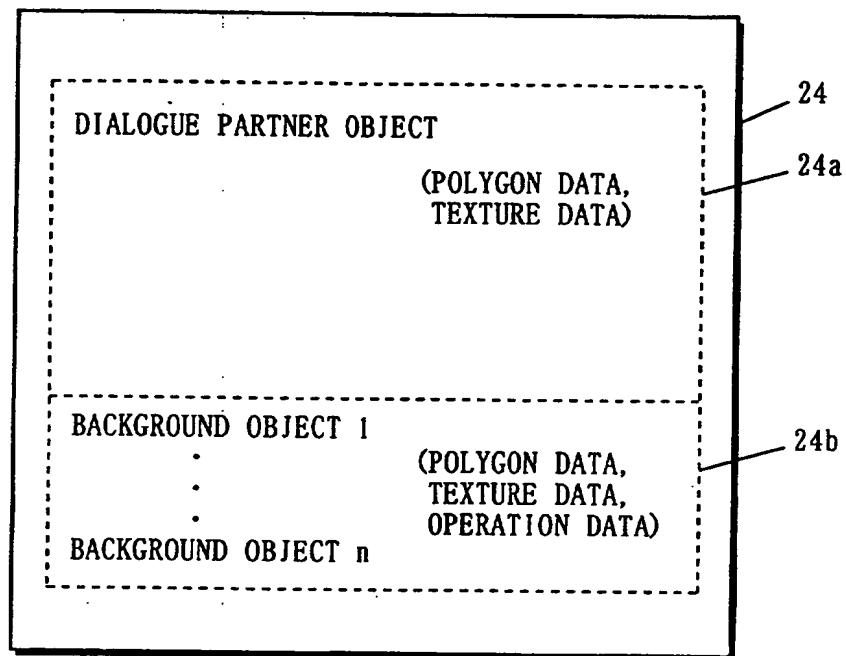 24
DIALOGUE PARTNER OBJECT
24a
(POLYGON DATA,
TEXTURE DATA)
BACKGROUND OBJECT 1
24b
(POLYGON DATA,
TEXTURE DATA,
OPERATION DATA)
BACKGROUND OBJECT n